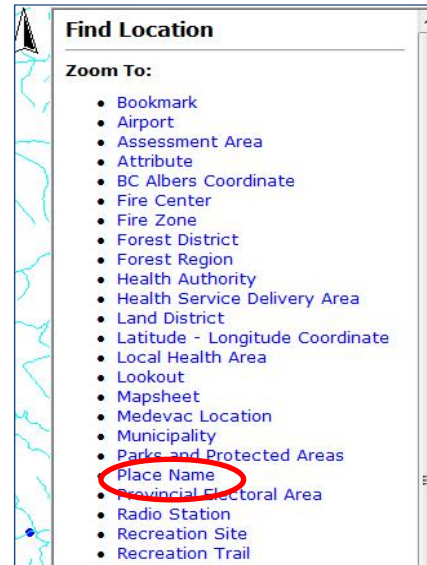 Find Location
Zoom To:
• Bookmark
• Airport
• Assessment Area
• Attribute
• BC Albers Coordinate
• Fire Center
• Fire Zone
• Forest District
• Forest Region
• Health Authority
• Health Service Delivery Area
• Land District
• Latitude - Longitude Coordinate
• Local Health Area
• Lookout
• Mapsheet
• Medevac Location
• Municipality
• Parks and Protected Areas
• Place Name
• Provincial Electoral Area
• Radio Station
• Recreation Site
• Recreation Trail